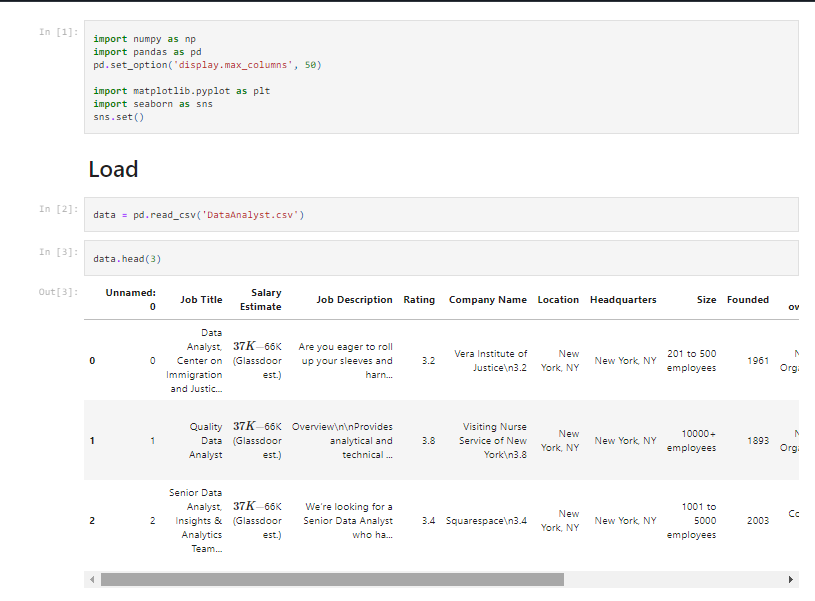 In [1]:
import numpy as np
import pandas as pd
pd.set_option('display.max_columns', 50)
import matplotlib.pyplot as plt
import seaborn as sns
sns.set()
Load
In [2]:
data = pd.read_csv('DataAnalyst.csv')
In [3]:
data.head(3)
Out[3]:
Unnamed: 0 Job Title Salary Estimate Job Description Rating Company Name Location Headquarters Size Founded ow
0 0 Data Analyst, Center on Immigration and Justic... 37K—66K (Glassdoor est.) Are you eager to roll up your sleeves and harn... 3.2 Vera Institute of Justice\n3.2 New York, NY New York, NY 201 to 500 employees 1961 N Orga
1 1 Quality Data Analyst 37K—66K (Glassdoor est.) Overview\n\nProvides analytical and technical ... 3.8 Visiting Nurse Service of New York\n3.8 New York, NY New York, NY 10000+ employees 1893 N Orga
2 2 Senior Data Analyst, Insights & Analytics Team... 37K—66K (Glassdoor est.) We're looking for a Senior Data Analyst who ha... 3.4 Squarespace\n3.4 New York, NY New York, NY 1001 to 5000 employees 2003 Co